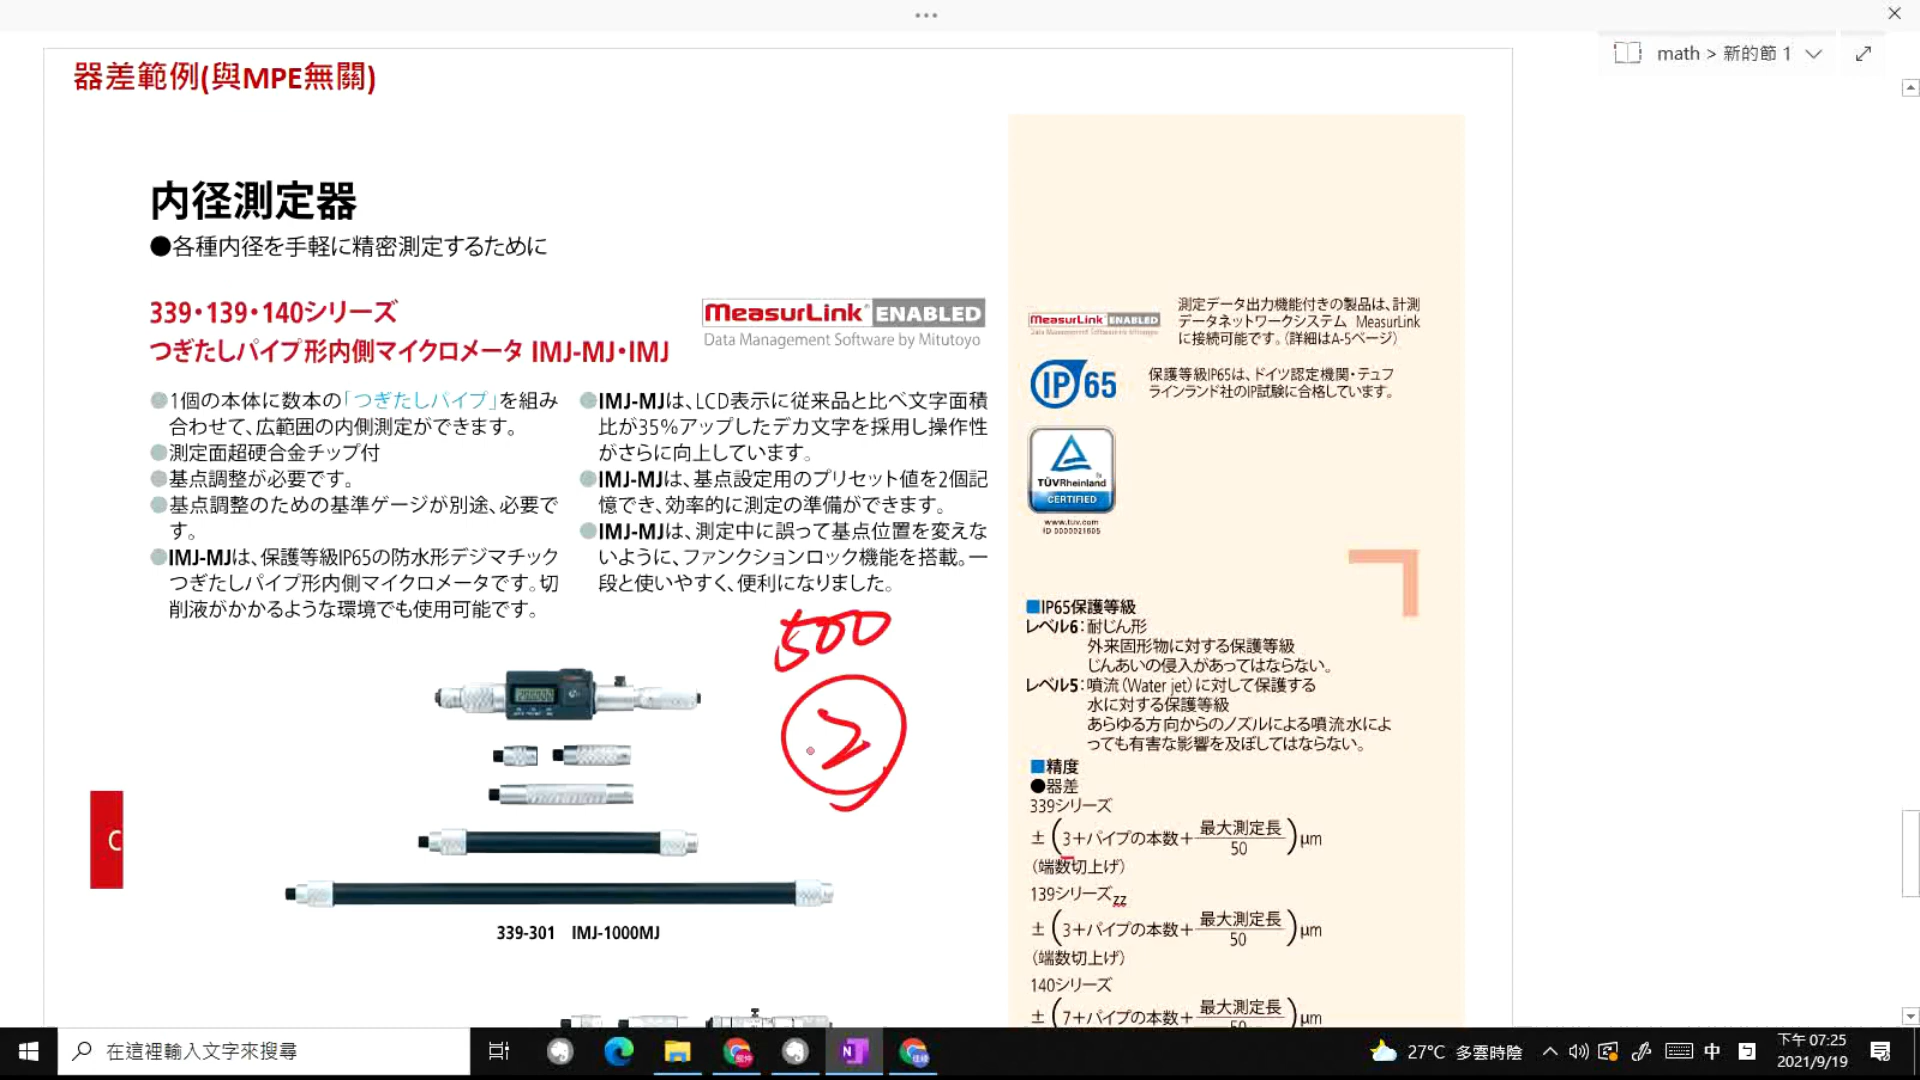 math > 新的節 1
器差範例(與MPE無關)
内径測定器
●各種内径を手軽に精密測定するために
339・139・140シリーズ
つぎたしパイプ形内側マイクロメータ IMJ-MJ・IMJ
MeasurLink® ENABLED
Data Management Software by Mitutoyo
●1個の本体に数本の「つぎたしパイプ」を組み
合わせて、広範囲の内側測定ができます。
●測定面超硬合金チップ付
●基点調整が必要です。
●基点調整のための基準ゲージが別途、必要で
す。
●IMJ-MJは、保護等級IP65の防水形デジマチック
つぎたしパイプ形内側マイクロメータです。切
削液がかかるような環境でも使用可能です。
●IMJ-MJは、LCD表示に従来品と比べ文字面積
比が35%アップしたデカ文字を採用し操作性
がさらに向上しています。
●IMJ-MJは、基点設定用のプリセット値を2個記
憶でき、効率的に測定の準備ができます。
●IMJ-MJは、測定中に誤って基点位置を変えな
いように、ファンクションロック機能を搭載。一
段と使いやすく、便利になりました。
500
2
C
339-301 IMJ-1000MJ
MeasurLink ENABLED
Data Management Software by Mitutoyo
測定データ出力機能付きの製品は、計測
データネットワークシステム MeasurLink
に接続可能です。（詳細はA-5ページ）
IP 65
保護等級IP65は、ドイツ認定機関・テュフ
ラインランド社のIP試験に合格しています。
TÜVRheinland
CERTIFIED
www.tuv.com
ID 0000021605
■IP65保護等級
レベル6：耐じん形
外来固形物に対する保護等級
じんあいの侵入があってはならない。
レベル5：噴流（Water jet）に対して保護する
水に対する保護等級
あらゆる方向からのノズルによる噴流水によ
っても有害な影響を及ぼしてはならない。
■精度
●器差
339シリーズ
±(3+パイプの本数+最大測定長/50)μm
（端数切上げ）
139シリーズzz
±(3+パイプの本数+最大測定長/50)μm
（端数切上げ）
140シリーズ
±(7+パイプの本数+最大測定長/50)μm
在這裡輸入文字來搜尋
27°C 多雲時陰
中
下午 07:25
2021/9/19